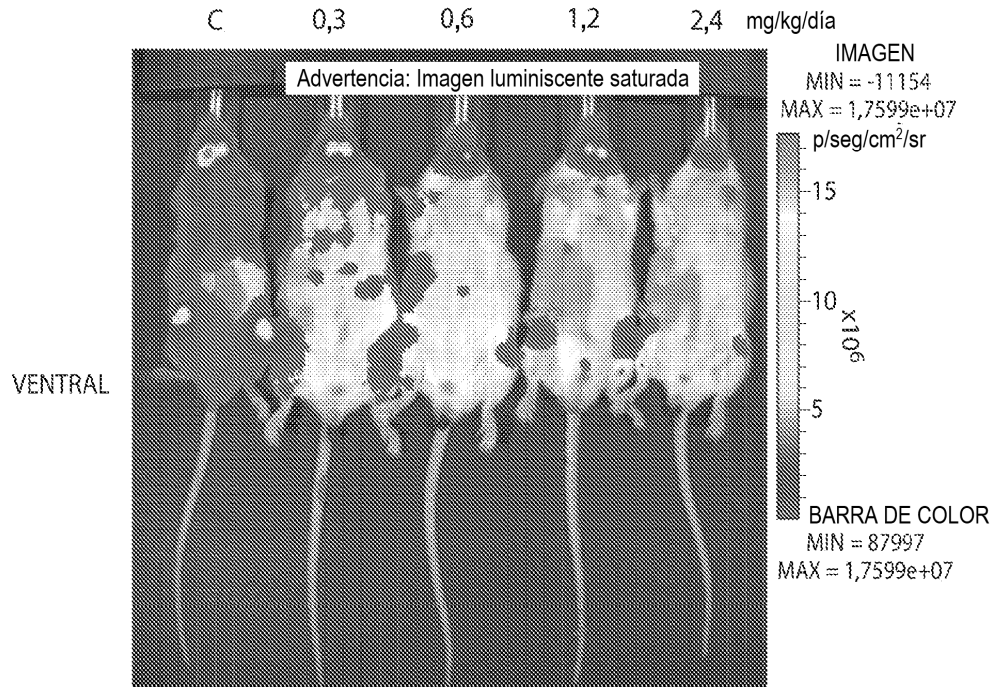 C 0,3 0,6 1,2 2,4 mg/kg/día
Advertencia: Imagen luminiscente saturada
IMAGEN
MIN = -11154
MAX = 1,7599e+07
p/seg/cm²/sr
15
10
5
x10⁶
VENTRAL
BARRA DE COLOR
MIN = 87997
MAX = 1,7599e+07